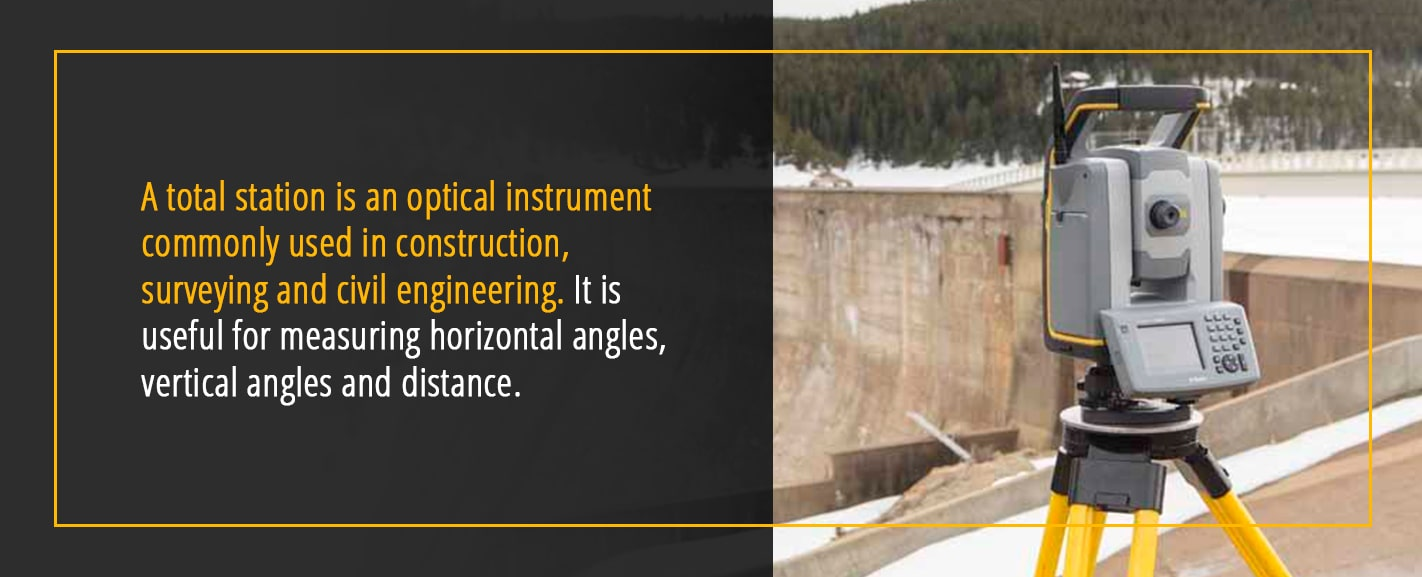 A total station is an optical instrument
commonly used in construction,
surveying and civil engineering. It is
useful for measuring horizontal angles,
vertical angles and distance.